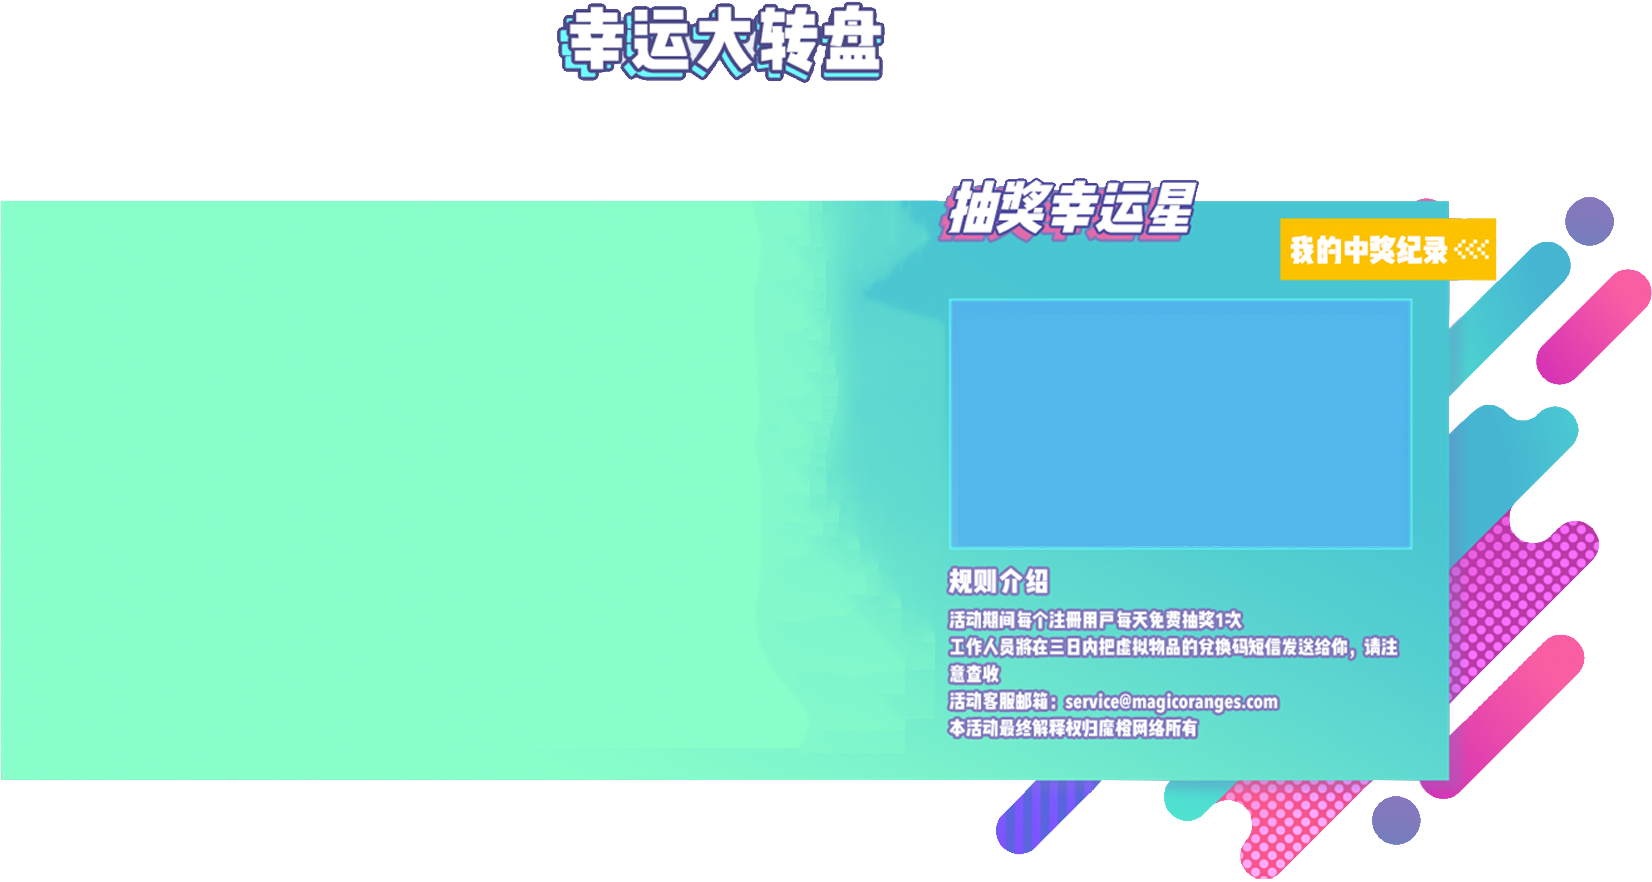 幸运大转盘
抽奖幸运星
我的中奖纪录<<<
规则介绍
活动期间每个注册用户每天免费抽奖1次
工作人员将在三日内把虚拟物品的兑换码短信发送给你，请注
意查收
活动客服邮箱：service@magicoranges.com
本活动最终解释权归魔橙网络所有